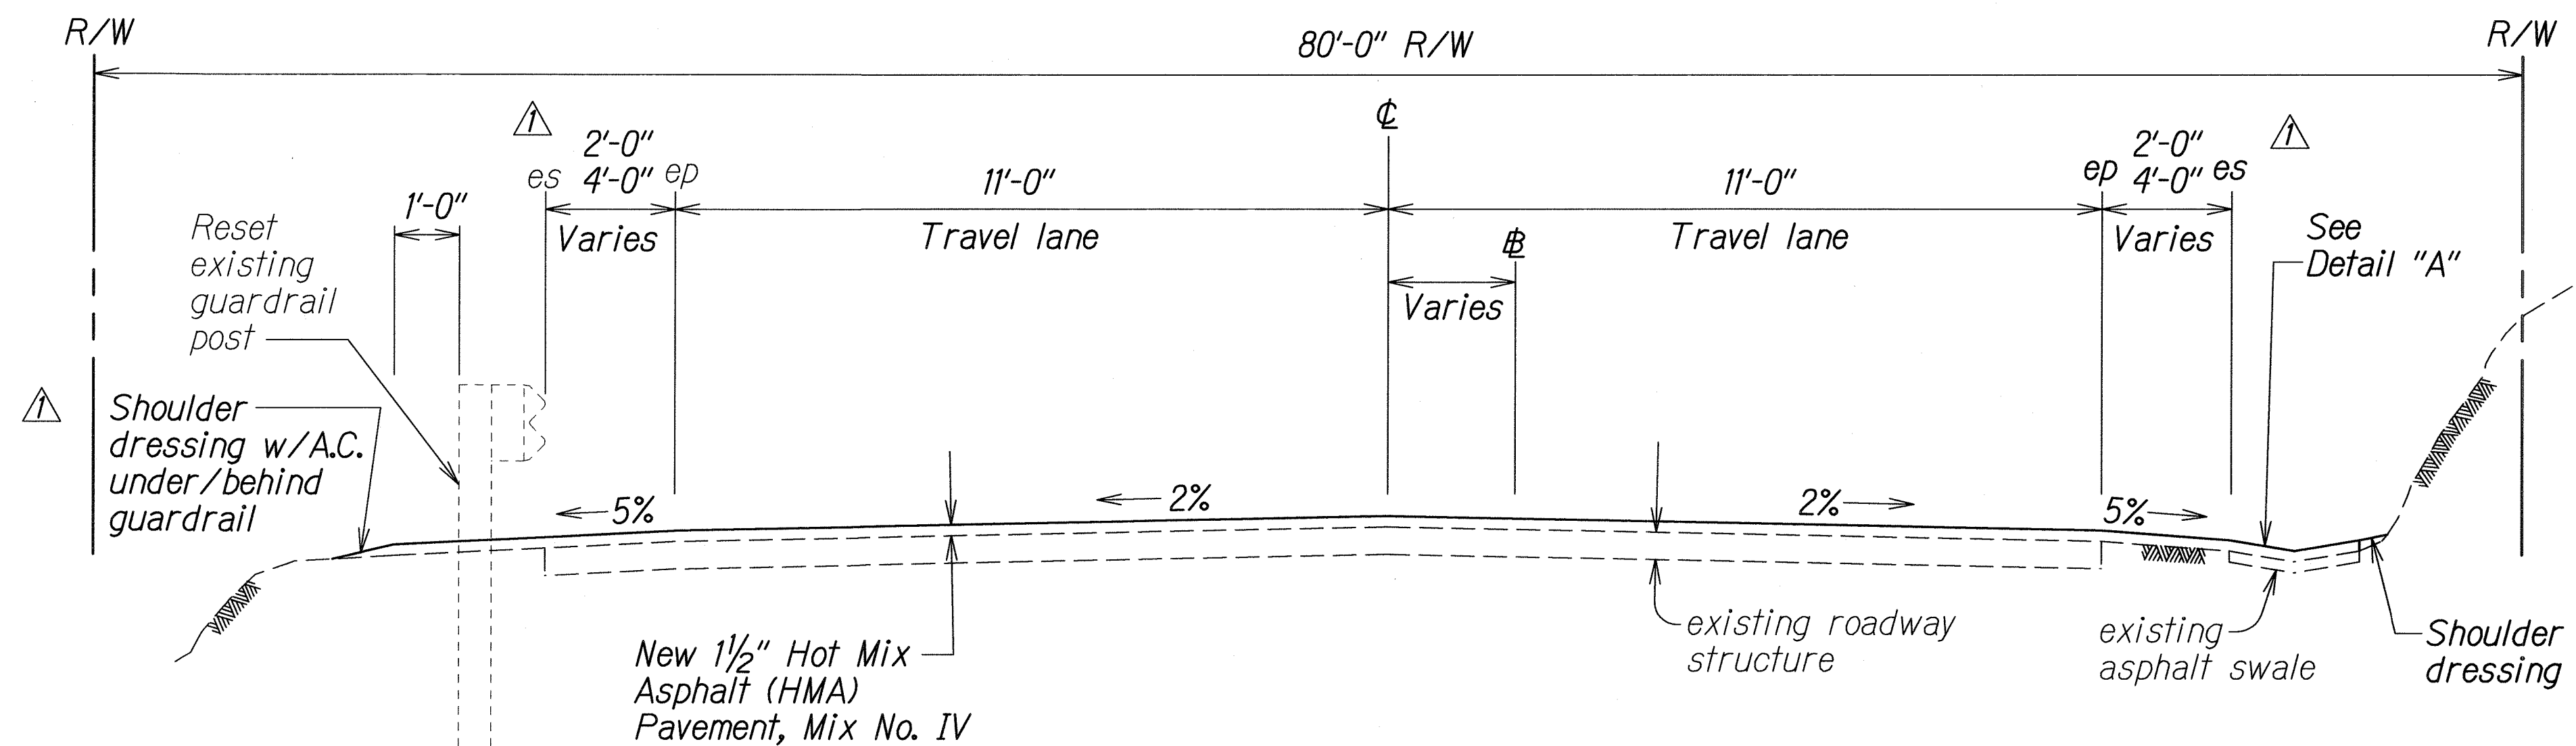 R/W
80'-0" R/W
R/W
1
2'-0"
es 4'-0" ep
Varies
1'-0"
11'-0"
Travel lane
℄
BL
Varies
11'-0"
Travel lane
1
2'-0"
ep 4'-0" es
Varies
See
Detail "A"
Reset
existing
guardrail
post
1
Shoulder
dressing w/A.C.
under/behind
guardrail
5%
2%
2%
5%
New 1½" Hot Mix
Asphalt (HMA)
Pavement, Mix No. IV
existing roadway
structure
existing
asphalt swale
Shoulder
dressing